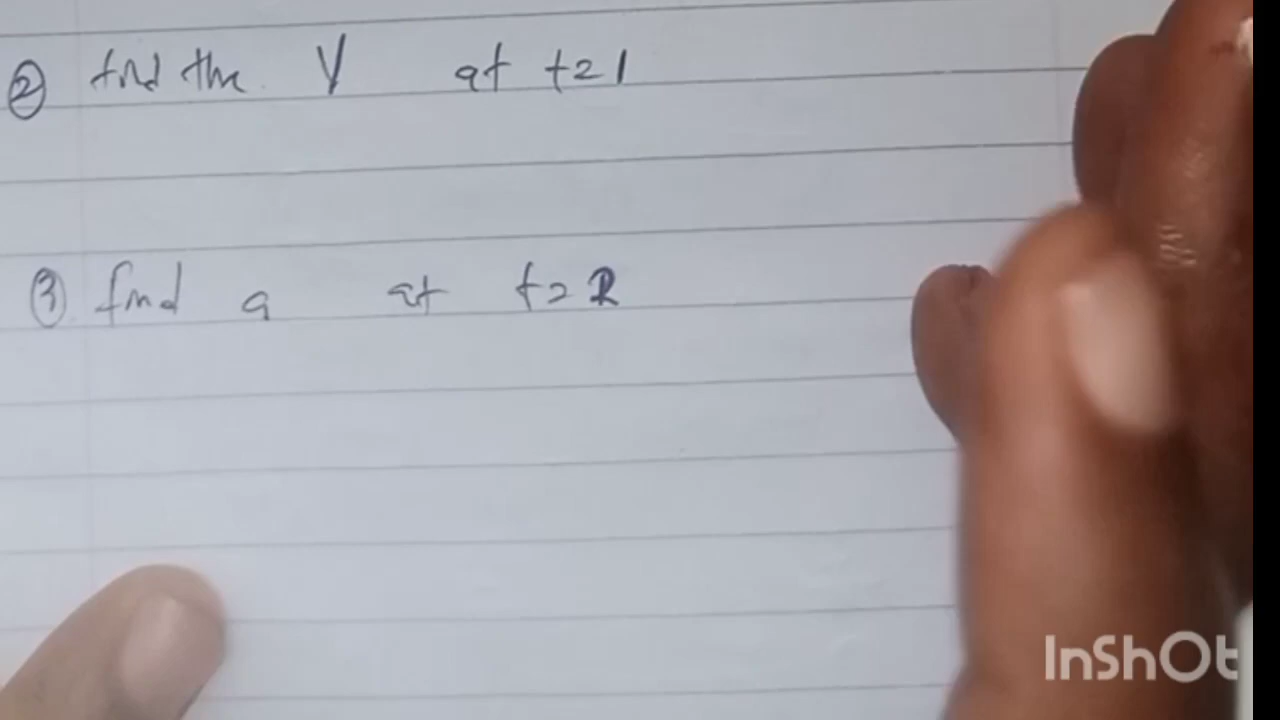 ② find the V at t=1
③ find a at t=2
InShOt